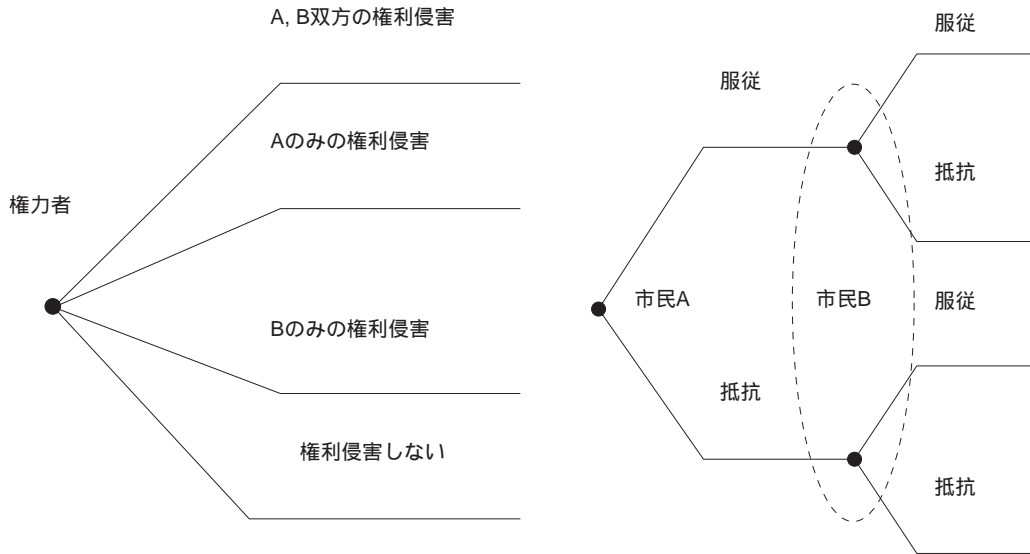 A, B双方の権利侵害
Aのみの権利侵害
権力者
Bのみの権利侵害
権利侵害しない
服従
服従
抵抗
市民A
市民B
服従
抵抗
抵抗